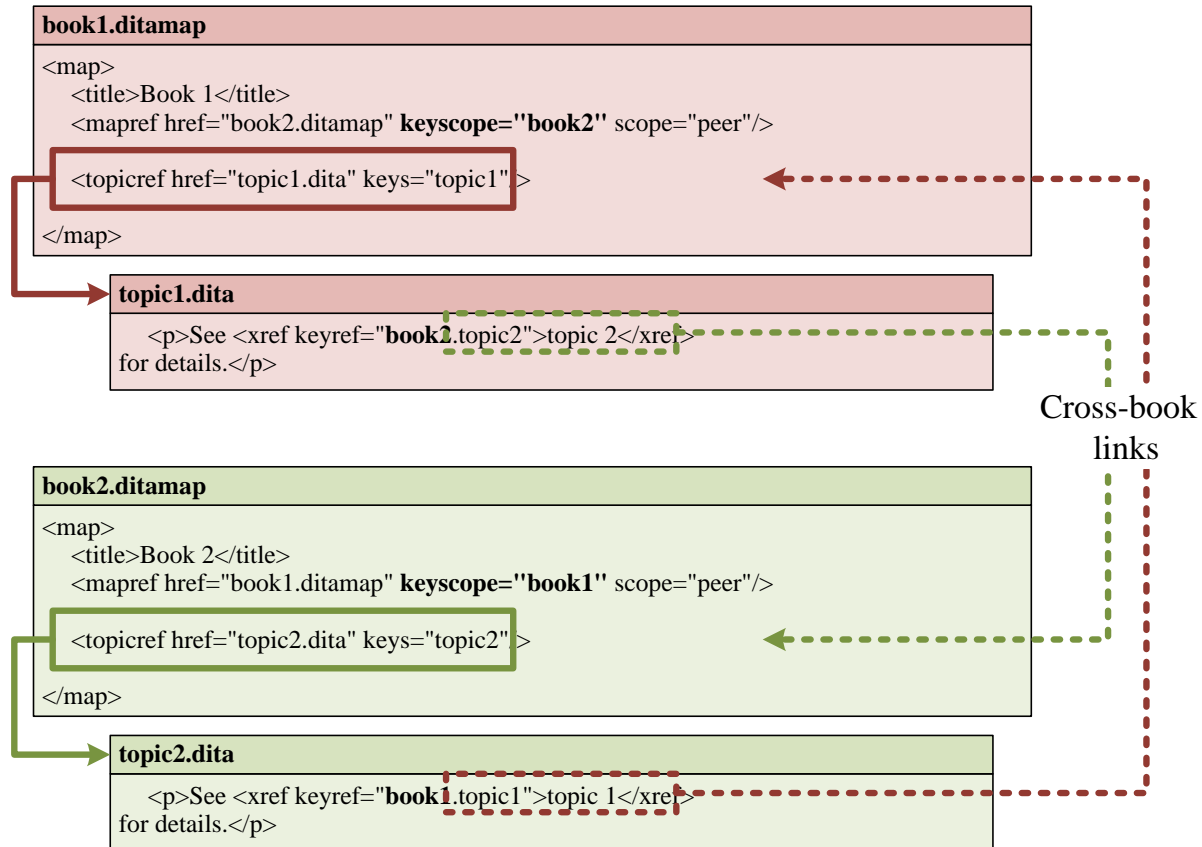 book1.ditamap
<map>
<title>Book 1</title>
<mapref href="book2.ditamap" keyscope="book2" scope="peer"/>
<topicref href="topic1.dita" keys="topic1"/>
</map>
topic1.dita
<p>See <xref keyref="book2.topic2">topic 2</xref>
for details.</p>
Cross-book
links
book2.ditamap
<map>
<title>Book 2</title>
<mapref href="book1.ditamap" keyscope="book1" scope="peer"/>
<topicref href="topic2.dita" keys="topic2"/>
</map>
topic2.dita
<p>See <xref keyref="book1.topic1">topic 1</xref>
for details.</p>